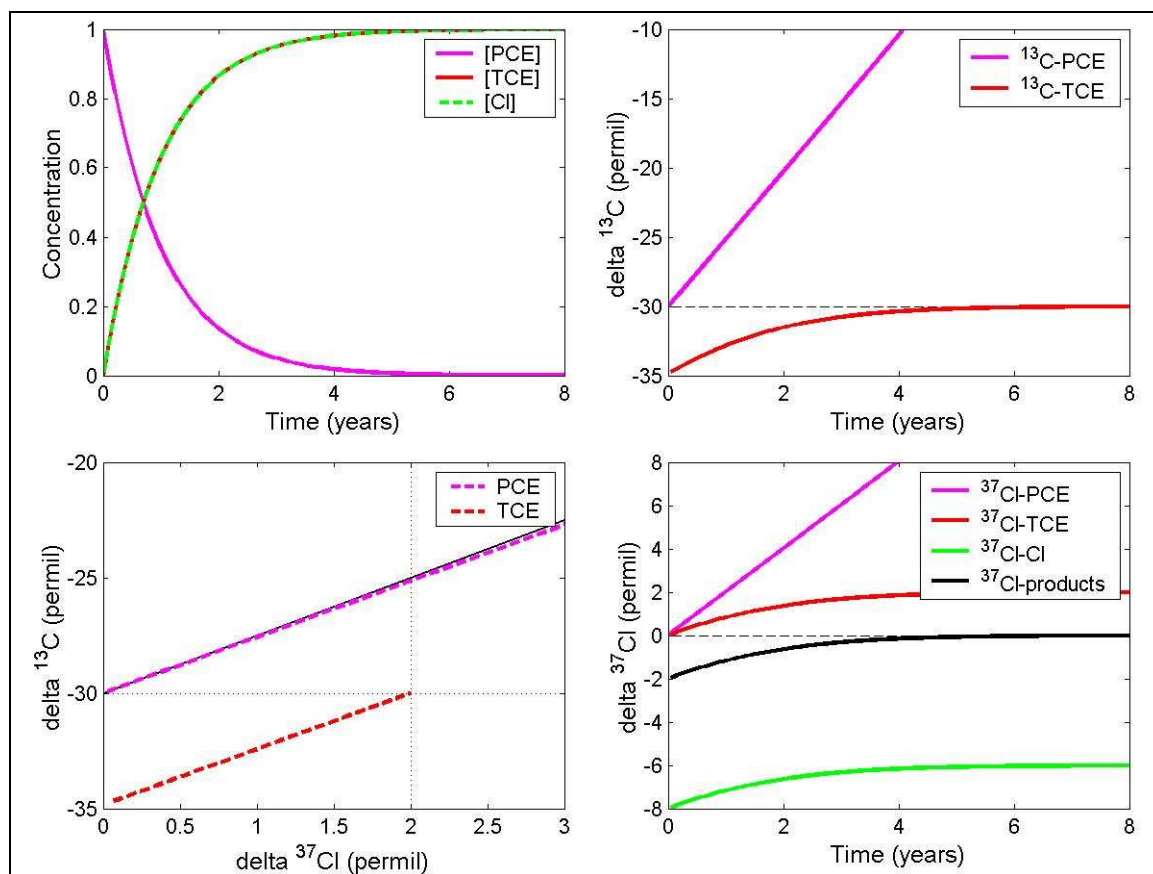 1
0.8
0.6
0.4
0.2
0
Concentration
[PCE]
[TCE]
[Cl]
0 2 4 6 8
Time (years)
-10
-15
-20
-25
-30
-35
delta ¹³C (permil)
¹³C-PCE
¹³C-TCE
0 2 4 6 8
Time (years)
-20
-25
-30
-35
delta ¹³C (permil)
PCE
TCE
0 0.5 1 1.5 2 2.5 3
delta ³⁷Cl (permil)
8
6
4
2
0
-2
-4
-6
-8
delta ³⁷Cl (permil)
³⁷Cl-PCE
³⁷Cl-TCE
³⁷Cl-Cl
³⁷Cl-products
0 2 4 6 8
Time (years)